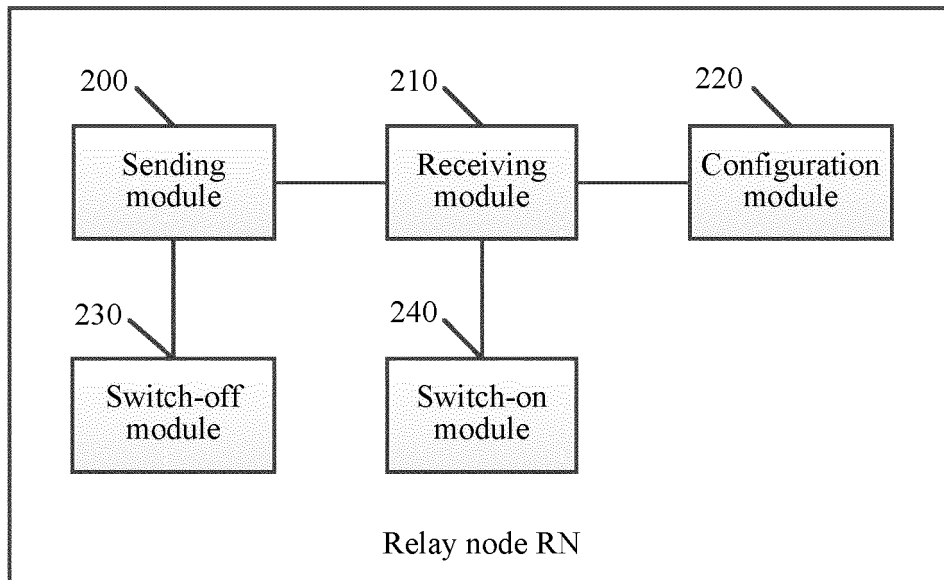 200
210
220
Sending
module
Receiving
module
Configuration
module
230
240
Switch-off
module
Switch-on
module
Relay node RN